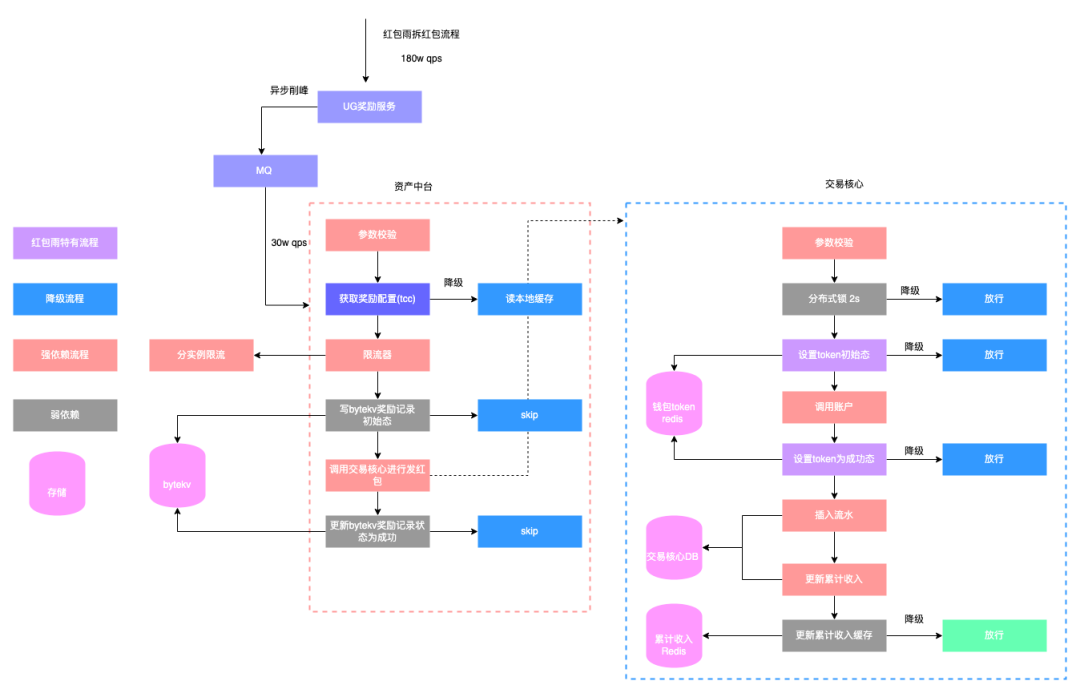 红包雨拆红包流程
180w qps
异步削峰
UG奖励服务
MQ
30w qps
红包雨特有流程
降级流程
强依赖流程
弱依赖
存储
资产中台
参数校验
获取奖励配置(tcc)
降级
读本地缓存
限流器
分实例限流
写bytekv奖励记录
初始态
skip
bytekv
调用交易核心进行发红
包
更新bytekv奖励记录状
态为成功
skip
交易核心
参数校验
分布式锁 2s
降级
放行
设置token初始态
降级
放行
钱包token
redis
调用账户
设置token为成功态
降级
放行
插入流水
交易核心DB
更新累计收入
更新累计收入缓存
降级
放行
累计收入
Redis